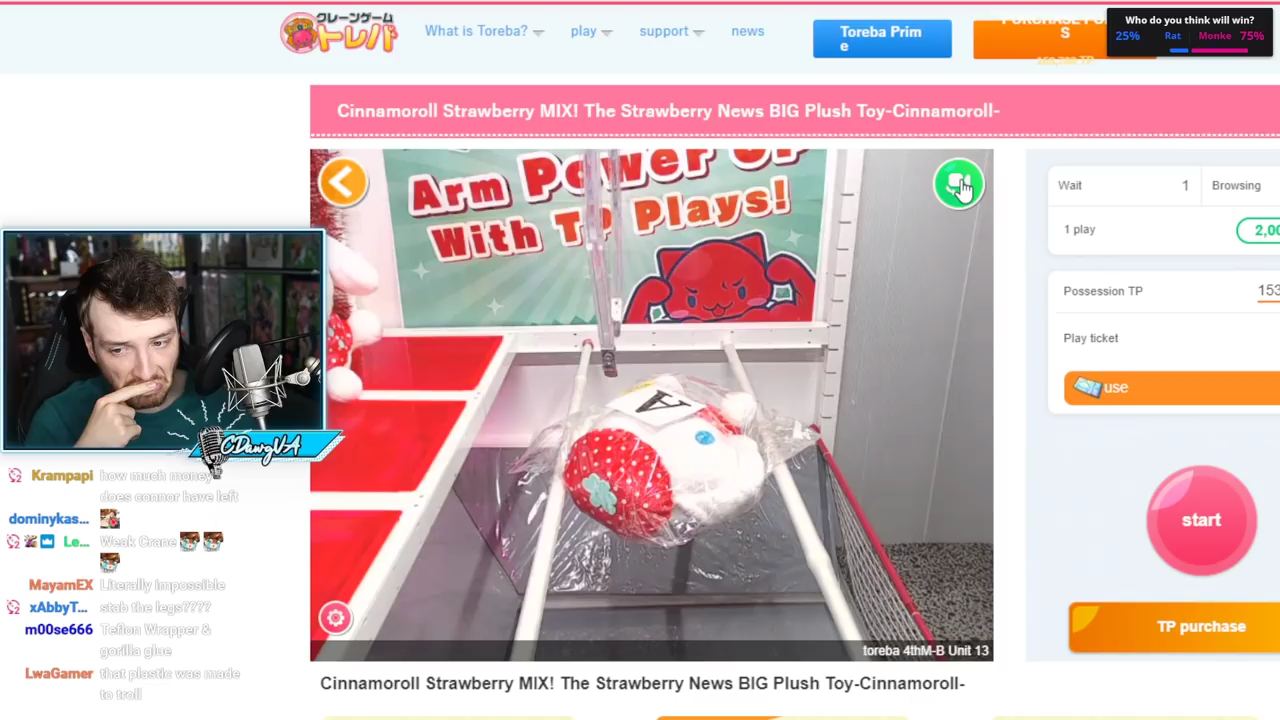 クレーンゲーム
トレバ
What is Toreba?
play
support
news
Toreba Prim
e
S
Who do you think will win?
25% Rat Monke 75%
Cinnamoroll Strawberry MIX! The Strawberry News BIG Plush Toy-Cinnamoroll-
Arm Power UP
With TP Plays!
A
Wait 1 Browsing
1 play 2,00
Possession TP 153
Play ticket
use
start
TP purchase
CDawgVA
Krampapi how much money
does connor have left
dominykas...
Le... Weak Crane
MayamEX Literally impossible
xAbbyT... stab the legs????
m00se666 Teflon Wrapper &
gorilla glue
LwaGamer that plastic was made
to troll
toreba 4thM-B Unit 13
Cinnamoroll Strawberry MIX! The Strawberry News BIG Plush Toy-Cinnamoroll-